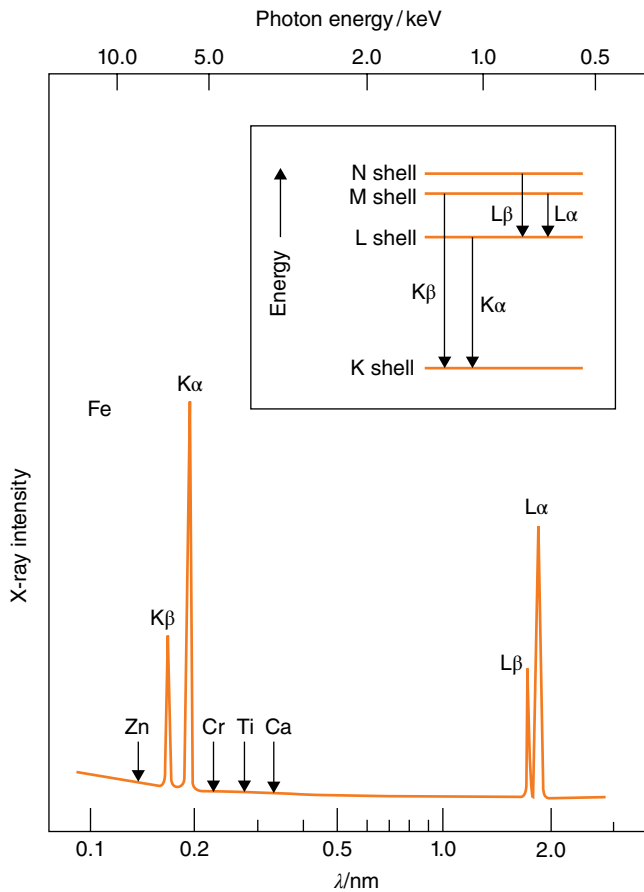 Photon energy / keV
10.0 5.0 2.0 1.0 0.5
N shell
M shell
Lβ Lα
L shell
Energy
Kβ Kα
K shell
Kα
Fe
X-ray intensity
Lα
Kβ
Lβ
Zn Cr Ti Ca
0.1 0.2 0.5 1.0 2.0
λ/nm